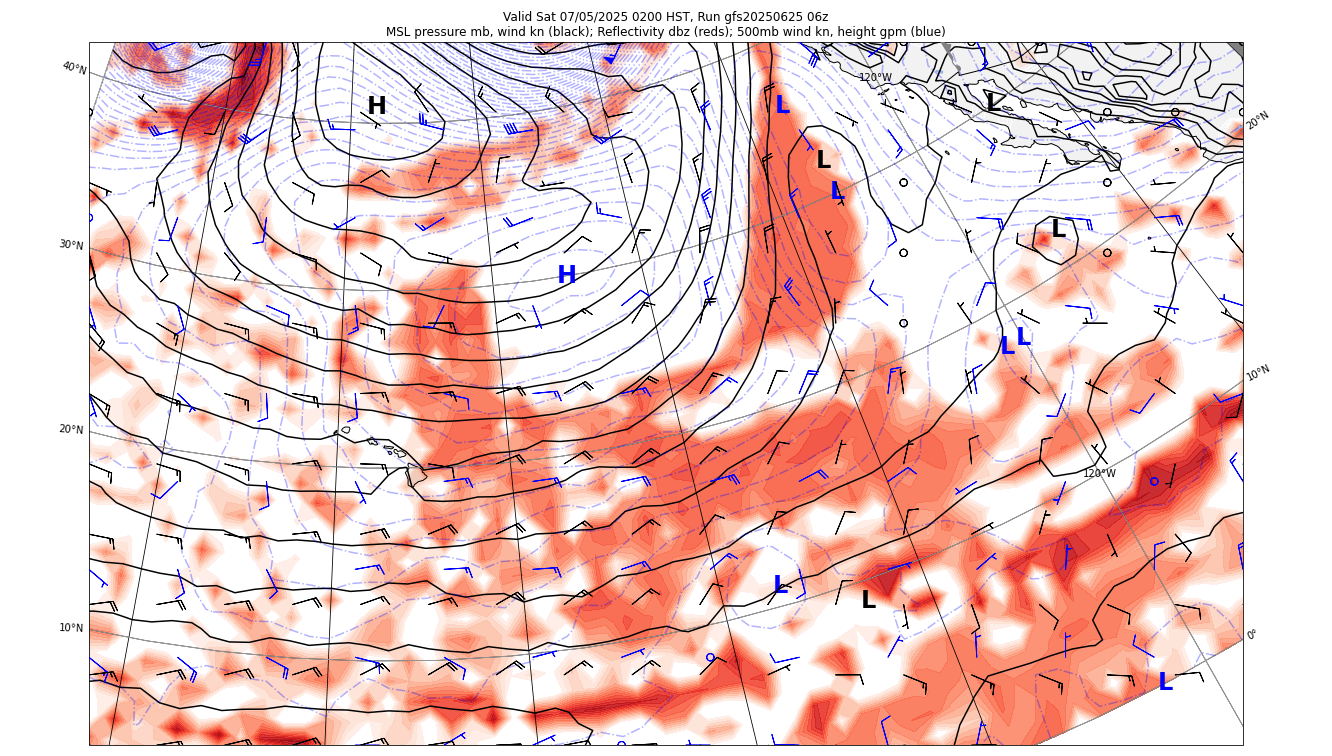 Valid Sat 07/05/2025 0200 HST, Run gfs20250625 06z
MSL pressure mb, wind kn (black); Reflectivity dbz (reds); 500mb wind kn, height gpm (blue)
40°N
120°W
L
H
L
20°N
L
L
30°N
L
H
L
L
10°N
20°N
120°W
L
L
10°N
0°
L